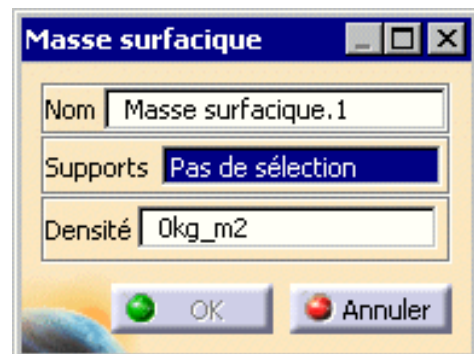 Masse surfacique
Nom Masse surfacique.1
Supports Pas de sélection
Densité 0kg_m2
OK Annuler